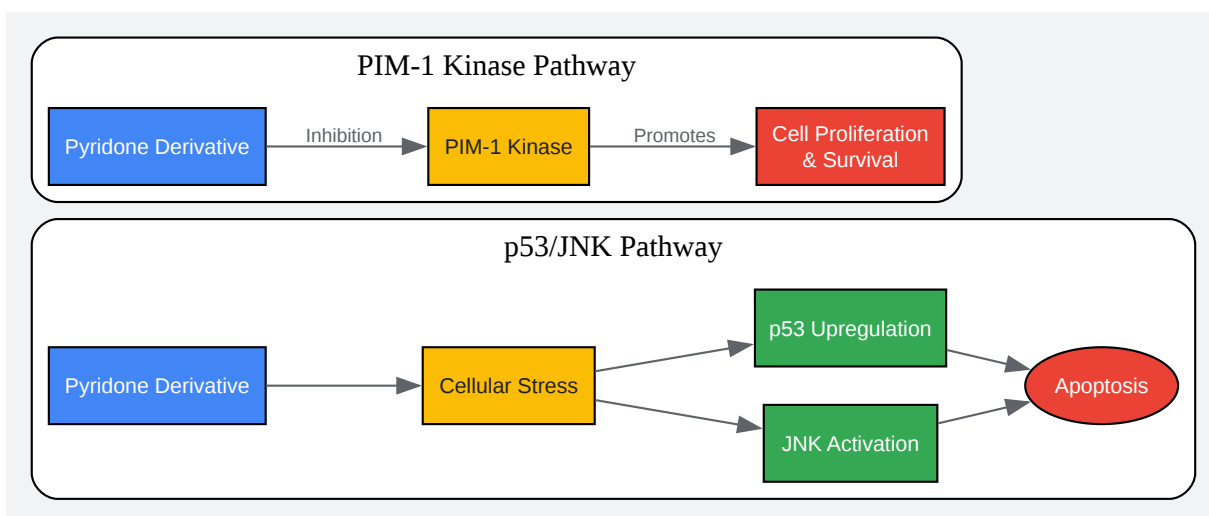 PIM-1 Kinase Pathway
Pyridone Derivative
Inhibition
PIM-1 Kinase
Promotes
Cell Proliferation
& Survival
p53/JNK Pathway
Pyridone Derivative
Cellular Stress
p53 Upregulation
JNK Activation
Apoptosis